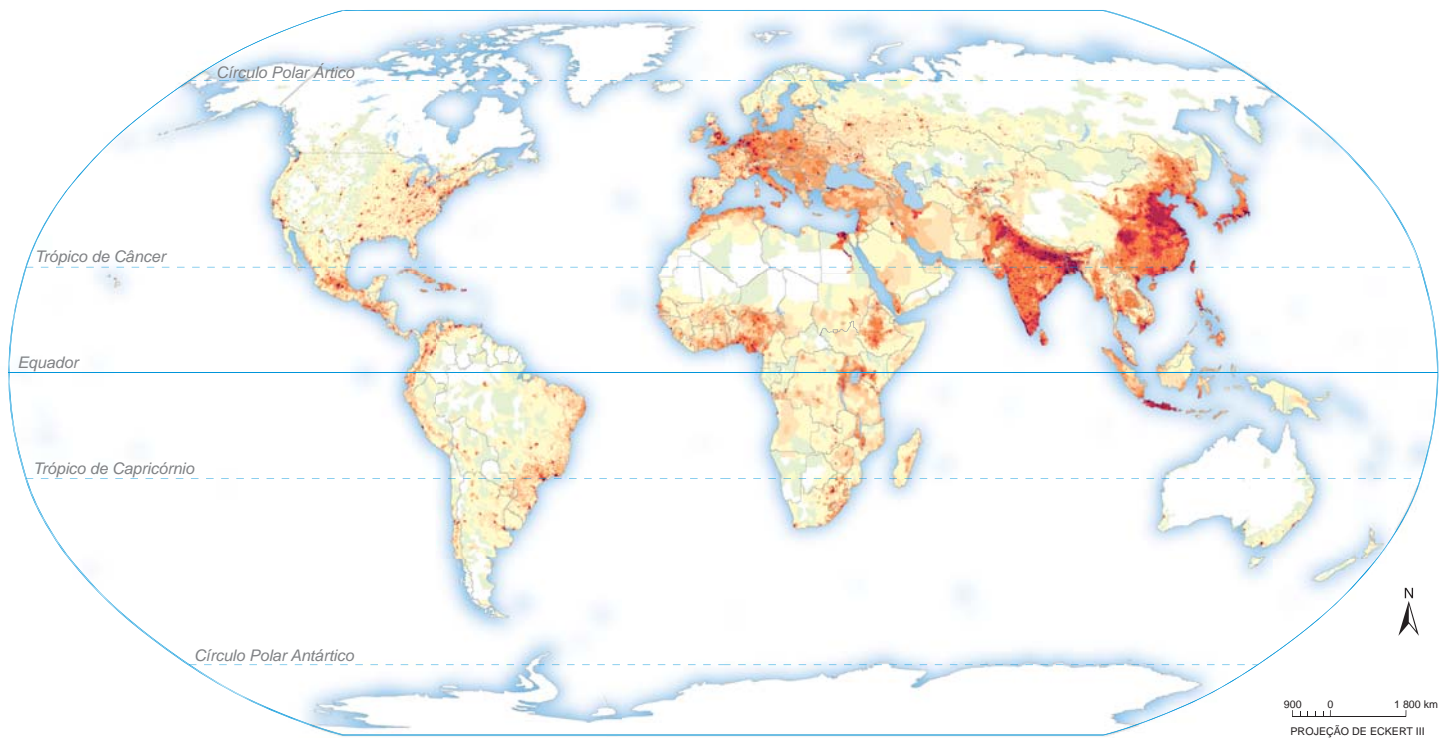 Círculo Polar Ártico
Trópico de Câncer
Equador
Trópico de Capricórnio
Círculo Polar Antártico
N
900 0 1 800 km
PROJEÇÃO DE ECKERT III